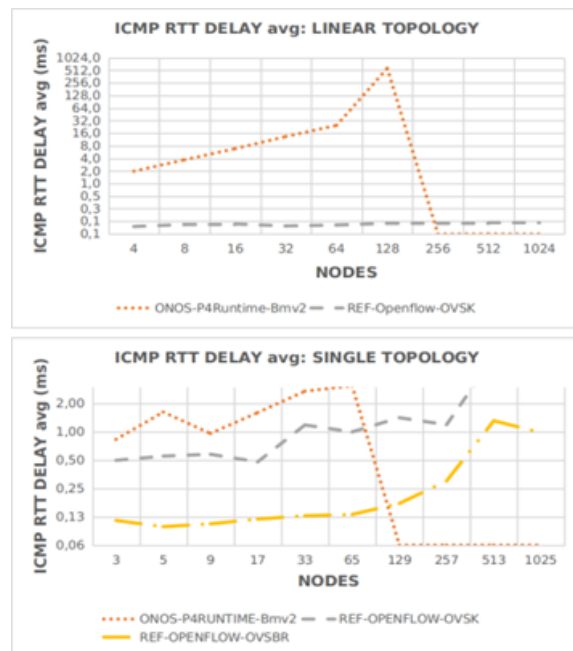 ICMP RTT DELAY avg: LINEAR TOPOLOGY
ICMP RTT DELAY avg (ms)
1024,0
512,0
256,0
128,0
64,0
32,0
16,0
8,0
4,0
2,0
1,0
0,5
0,3
0,1
0,1
4 8 16 32 64 128 256 512 1024
NODES
ONOS-P4Runtime-Bmv2 REF-Openflow-OVSK
ICMP RTT DELAY avg: SINGLE TOPOLOGY
ICMP RTT DELAY avg (ms)
2,00
1,00
0,50
0,25
0,13
0,06
3 5 9 17 33 65 129 257 513 1025
NODES
ONOS-P4RUNTIME-Bmv2 REF-OPENFLOW-OVSK
REF-OPENFLOW-OVSBR